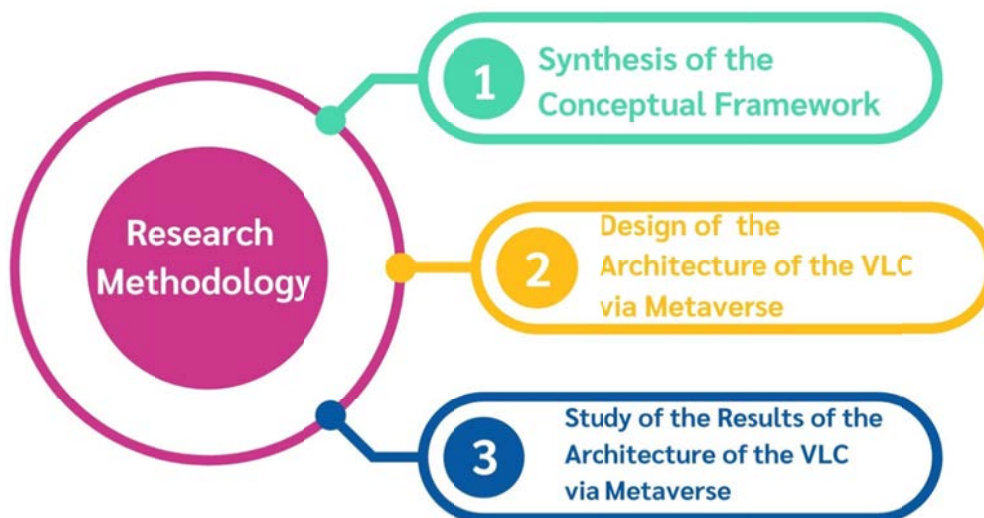 Research
Methodology
1
Synthesis of the
Conceptual Framework
2
Design of the
Architecture of the VLC
via Metaverse
3
Study of the Results of the
Architecture of the VLC
via Metaverse